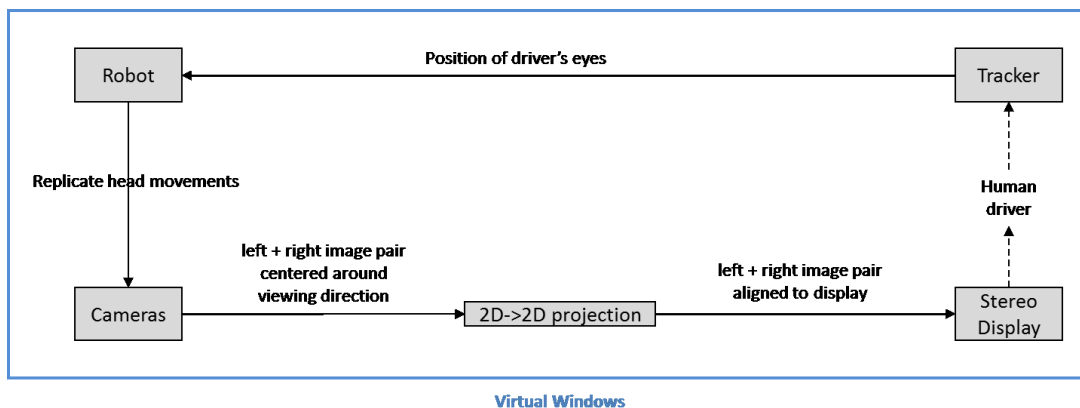 Position of driver's eyes
Robot
Tracker
Replicate head movements
Human
driver
left + right image pair
centered around
viewing direction
left + right image pair
aligned to display
Cameras
2D->2D projection
Stereo
Display
Virtual Windows